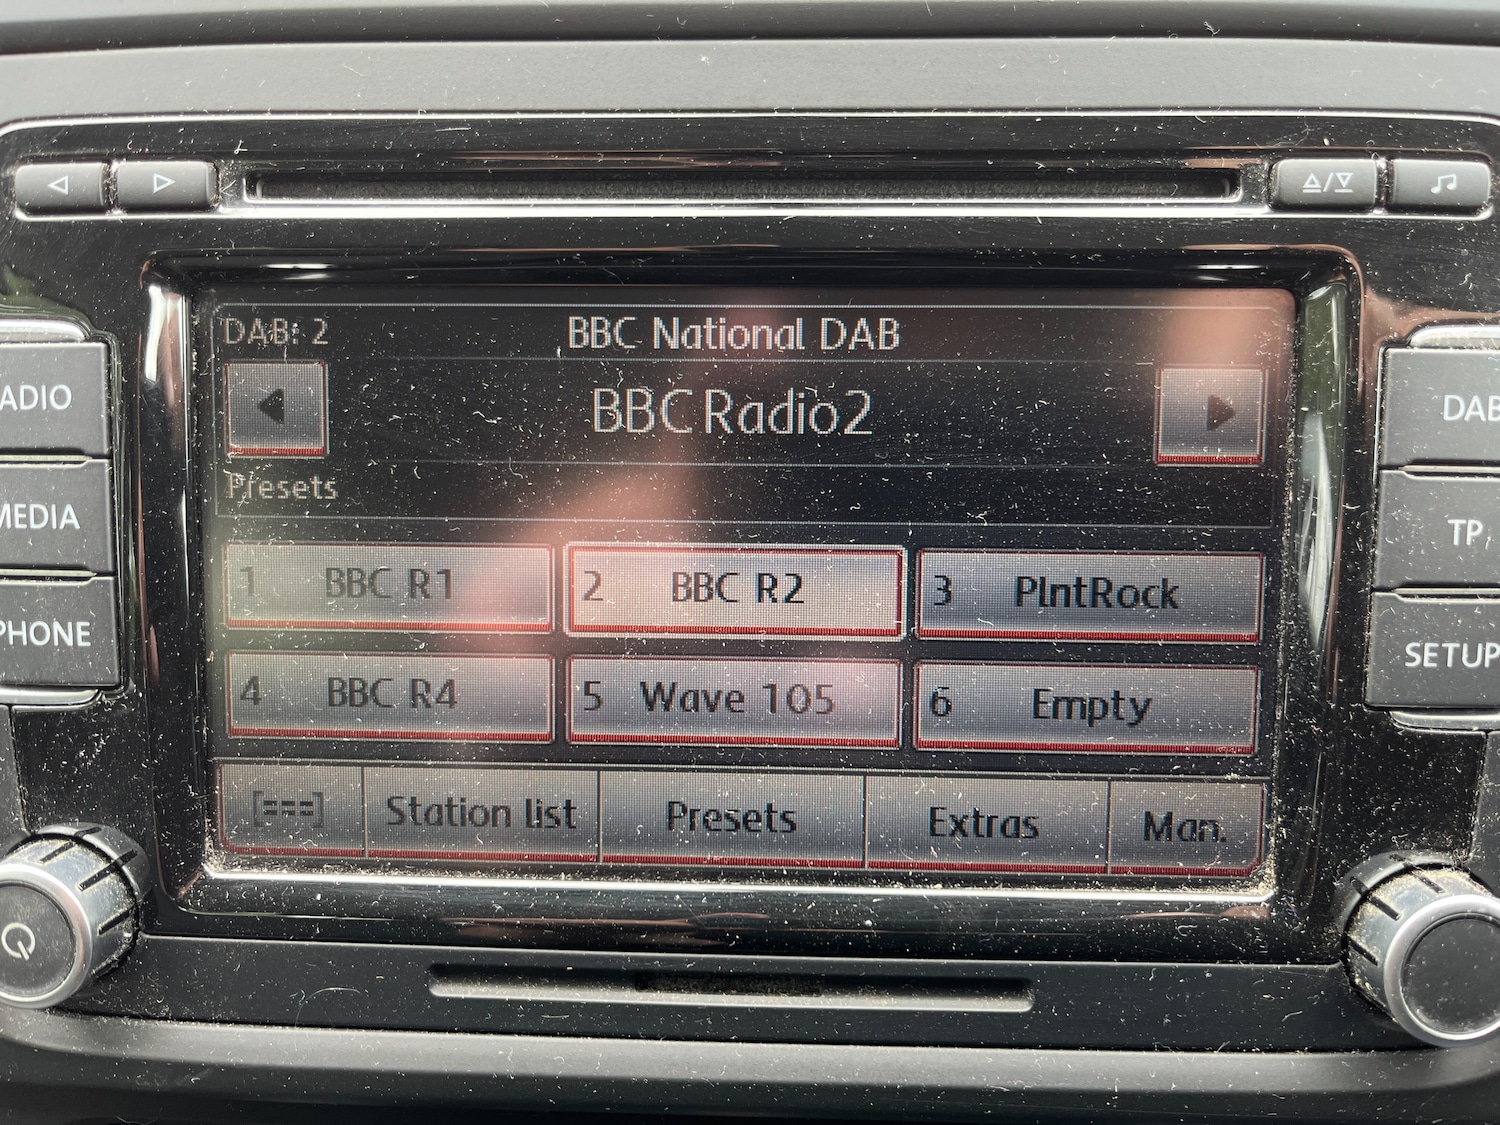 DAB: 2
BBC National DAB
BBC Radio2
Presets
1 BBC R1
2 BBC R2
3 PlntRock
4 BBC R4
5 Wave 105
6 Empty
Station list
Presets
Extras
Man.
ADIO
MEDIA
PHONE
DAB
TP
SETUP